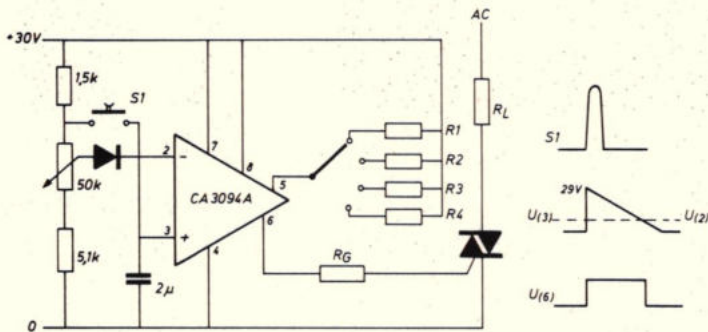 AC
+30V
1,5k
S1
7
8
R1
R2
R3
R4
RL
2
-
50k
CA3094A
5
6
3
+
4
5,1k
2µ
RG
0
S1
29V
U(3)
U(2)
U(6)